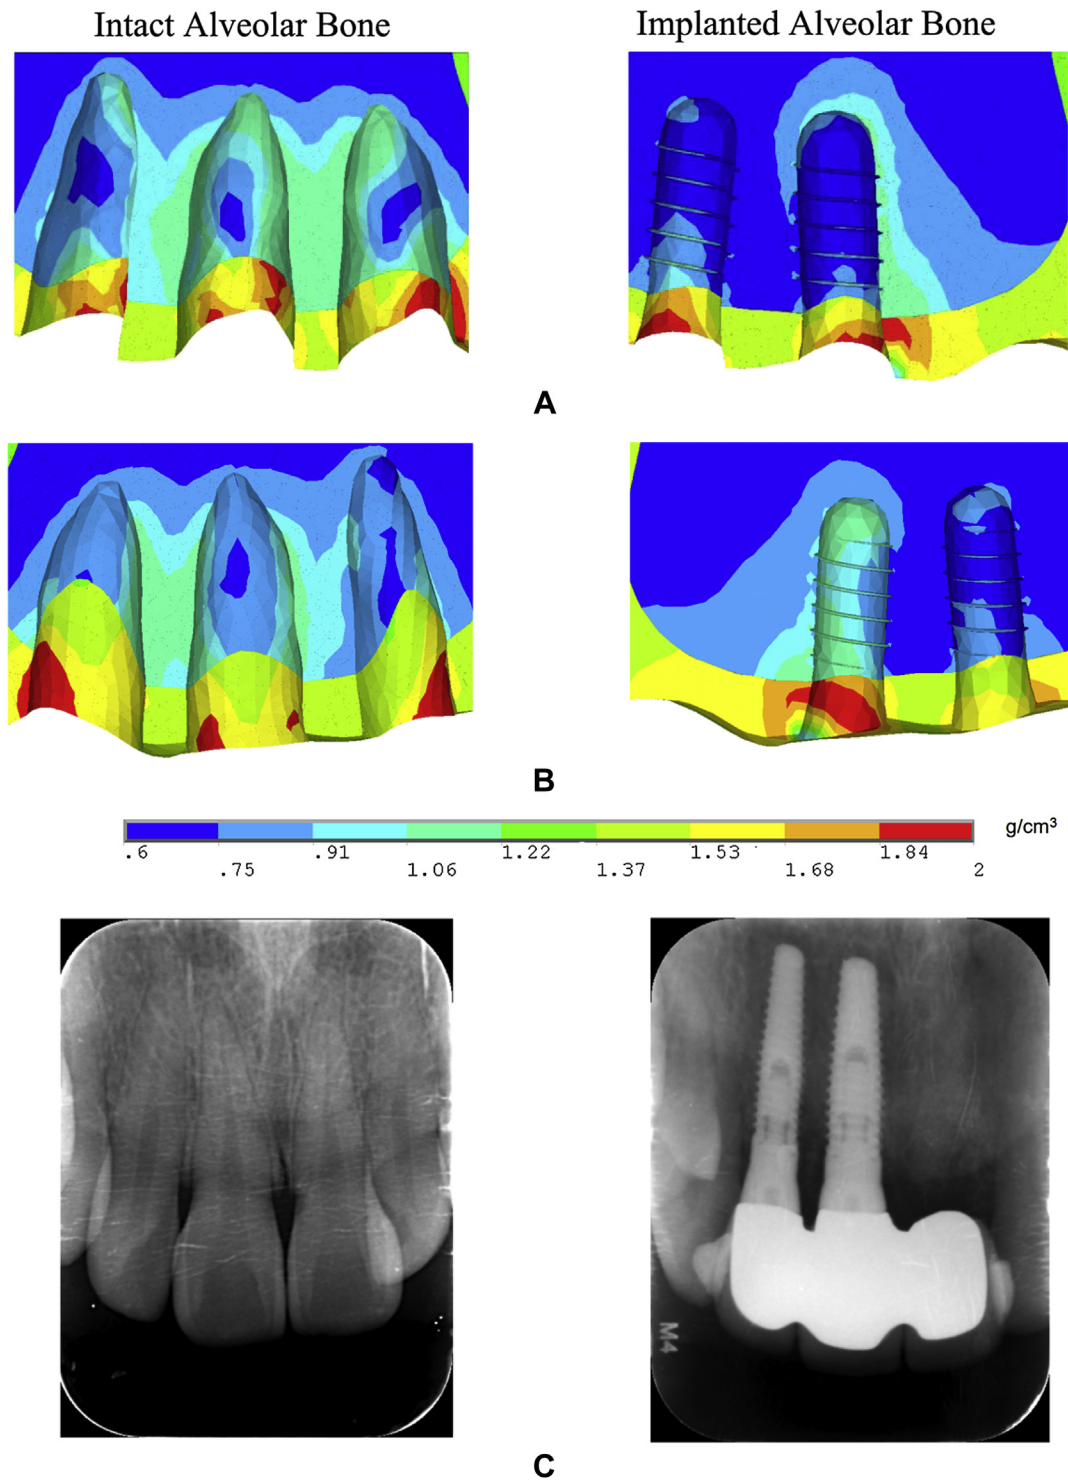 Intact Alveolar Bone
Implanted Alveolar Bone
A
B
g/cm³
.6 .91 1.22 1.53 1.84
.75 1.06 1.37 1.68 2
M4
C